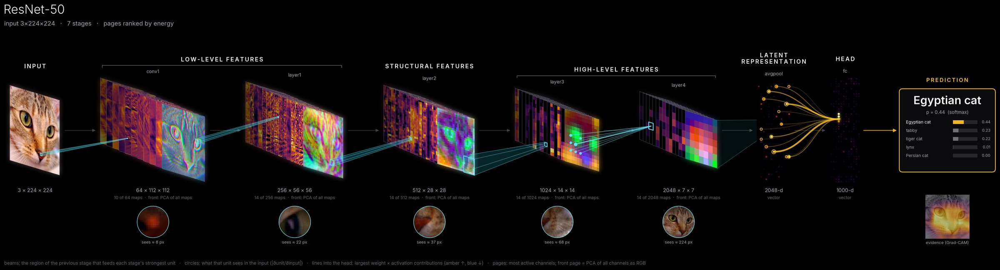 ResNet-50
input 3×224×224 · 7 stages · pages ranked by energy
INPUT
3 × 224 × 224
LOW-LEVEL FEATURES
conv1
64 × 112 × 112
10 of 64 maps · front: PCA of all maps
sees ≈ 8 px
layer1
256 × 56 × 56
14 of 256 maps · front: PCA of all maps
sees ≈ 22 px
STRUCTURAL FEATURES
layer2
512 × 28 × 28
14 of 512 maps · front: PCA of all maps
sees ≈ 37 px
HIGH-LEVEL FEATURES
layer3
1024 × 14 × 14
14 of 1024 maps · front: PCA of all maps
sees ≈ 68 px
layer4
2048 × 7 × 7
14 of 2048 maps · front: PCA of all maps
sees ≈ 224 px
LATENT
REPRESENTATION
avgpool
2048-d
vector
HEAD
fc
1000-d
vector
PREDICTION
Egyptian cat
p = 0.44 (softmax)
Egyptian cat 0.44
tabby 0.23
tiger cat 0.22
lynx 0.01
Persian cat 0.00
evidence (Grad-CAM)
beams: the region of the previous stage that feeds each stage's strongest unit · circles: what that unit sees in the input (|∂unit/∂input|) · lines into the head: largest weight × activation contributions (amber ↑, blue ↓) · pages: most active channels; front page = PCA of all channels as RGB